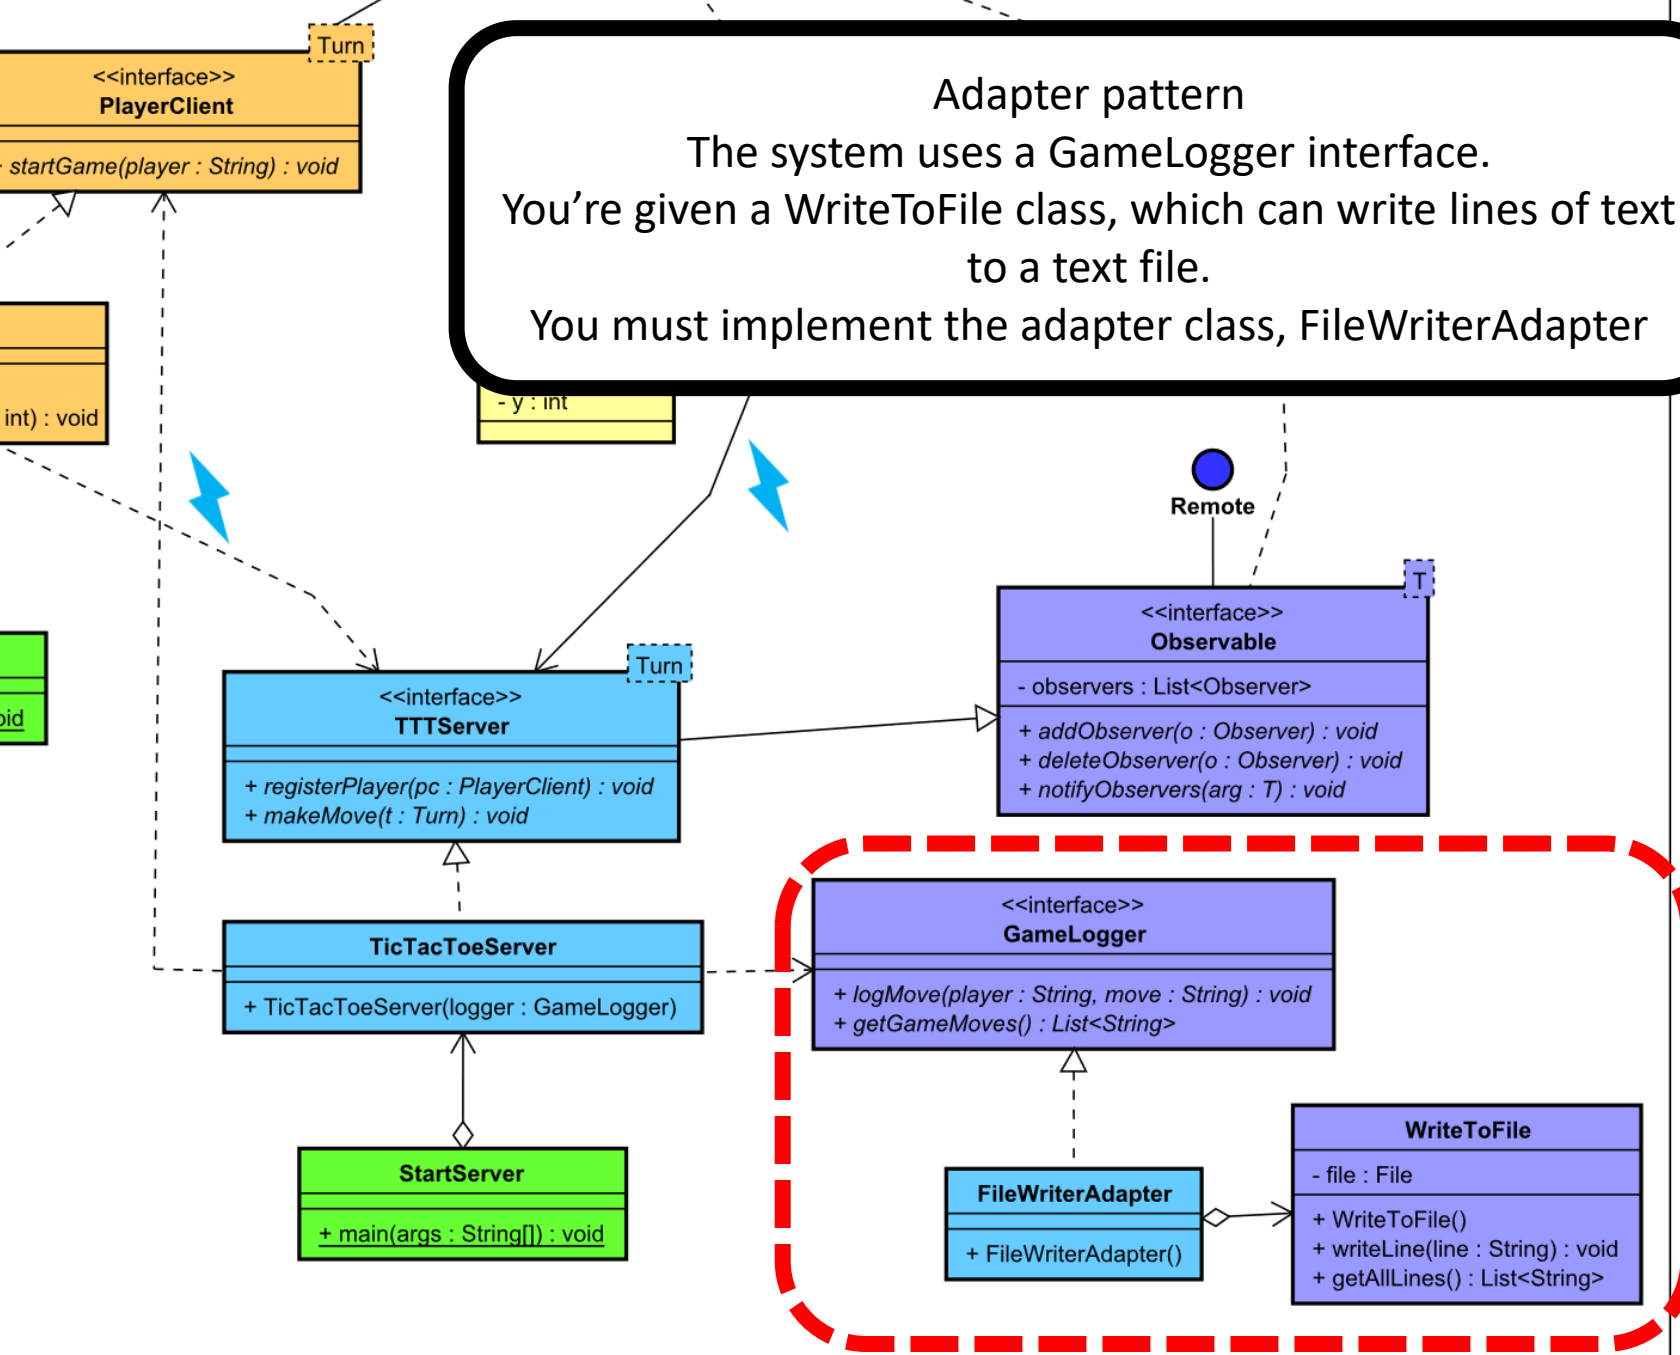 Turn
<<interface>>
PlayerClient
startGame(player : String) : void
Adapter pattern
The system uses a GameLogger interface.
You’re given a WriteToFile class, which can write lines of text
to a text file.
You must implement the adapter class, FileWriterAdapter
int) : void
- y : int
Remote
T
<<interface>>
Observable
- observers : List<Observer>
+ addObserver(o : Observer) : void
+ deleteObserver(o : Observer) : void
+ notifyObservers(arg : T) : void
Turn
<<interface>>
TTTServer
+ registerPlayer(pc : PlayerClient) : void
+ makeMove(t : Turn) : void
TicTacToeServer
+ TicTacToeServer(logger : GameLogger)
<<interface>>
GameLogger
+ logMove(player : String, move : String) : void
+ getGameMoves() : List<String>
StartServer
+ main(args : String[]) : void
FileWriterAdapter
+ FileWriterAdapter()
WriteToFile
- file : File
+ WriteToFile()
+ writeLine(line : String) : void
+ getAllLines() : List<String>